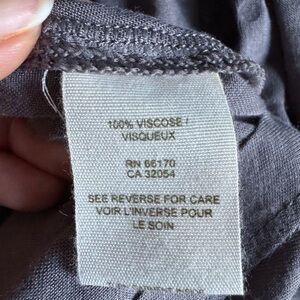 100% VISCOSE /
VISQUEUX
RN 66170
CA 32054
SEE REVERSE FOR CARE
VOIR L'INVERSE POUR
LE SOIN